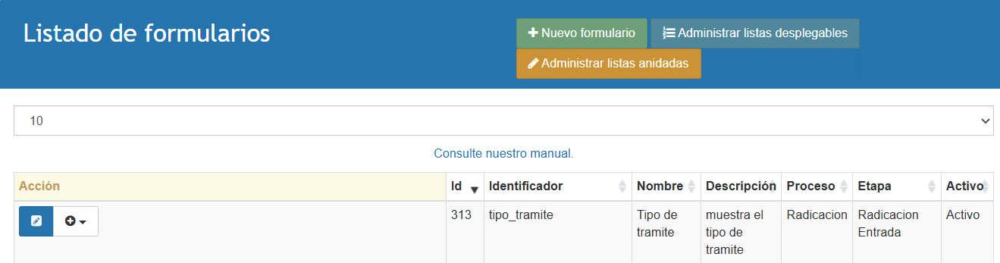 Listado de formularios
Nuevo formulario
Administrar listas desplegables
Administrar listas anidadas
10
Consulte nuestro manual.
Acción Id Identificador Nombre Descripción Proceso Etapa Activo
313 tipo_tramite Tipo de muestra el Radicacion Radicacion Activo
tramite tipo de Entrada
tramite